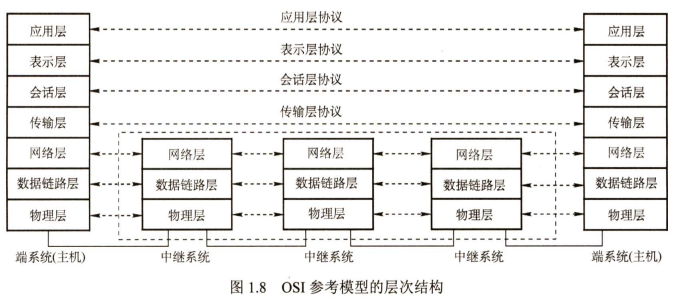 应用层协议
应用层 应用层
表示层协议
表示层 表示层
会话层协议
会话层 会话层
传输层协议
传输层 传输层
网络层 网络层 网络层 网络层 网络层
数据链路层 数据链路层 数据链路层 数据链路层 数据链路层
物理层 物理层 物理层 物理层 物理层
端系统(主机) 中继系统 中继系统 中继系统 端系统(主机)
图 1.8 OSI 参考模型的层次结构